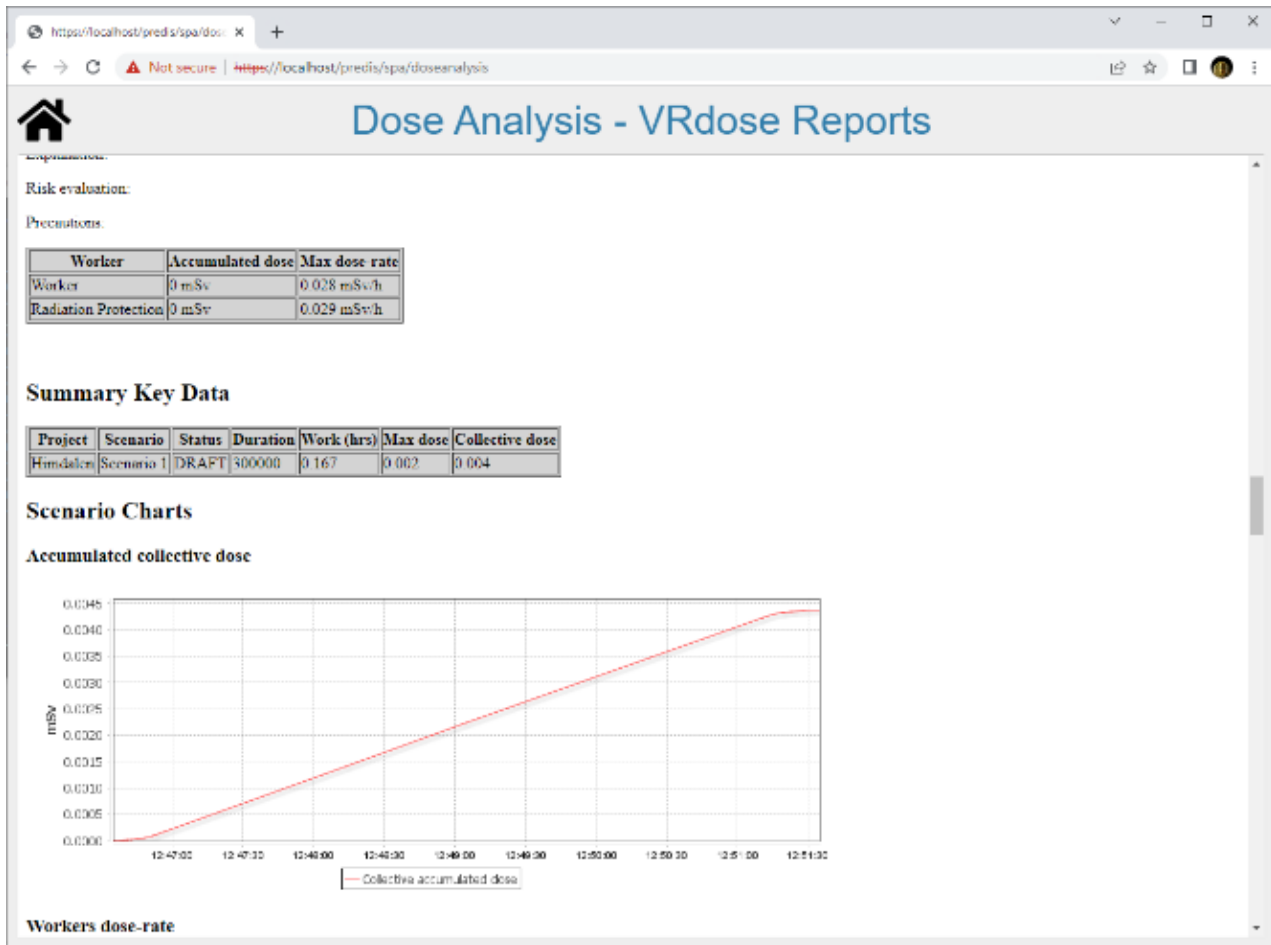 https://localhost/predis/spa/dose
Not secure | https://localhost/predis/spa/doseanalysis
Dose Analysis - VRdose Reports
Explanation:
Risk evaluation:
Precautions:
Worker Accumulated dose Max dose-rate
Worker 0 mSv 0.028 mSv/h
Radiation Protection 0 mSv 0.029 mSv/h
Summary Key Data
Project Scenario Status Duration Work (hrs) Max dose Collective dose
Himdalen Scenario 1 DRAFT 300000 0.167 0.002 0.004
Scenario Charts
Accumulated collective dose
0.0045
0.0040
0.0035
0.0030
0.0025
0.0020
0.0015
0.0010
0.0005
0.0000
mSv
12:47:00 12:47:30 12:48:00 12:48:30 12:49:00 12:49:30 12:50:00 12:50:30 12:51:00 12:51:30
Collective accumulated dose
Workers dose-rate